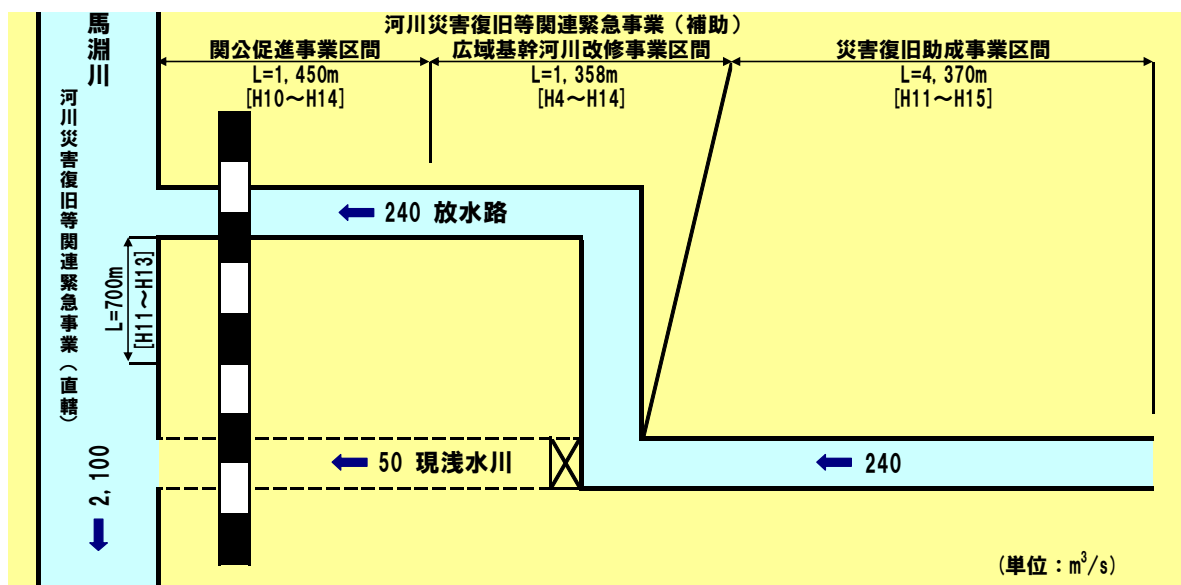 河川災害復旧等関連緊急事業（補助）
関公促進事業区間
広域基幹河川改修事業区間
災害復旧助成事業区間
L=1,450m
L=1,358m
L=4,370m
[H10～H14]
[H4～H14]
[H11～H15]
馬淵川
河川災害復旧等関連緊急事業（直轄）
240 放水路
L=700m
[H11～H13]
50 現浅水川
240
2,100
(単位：m³/s)